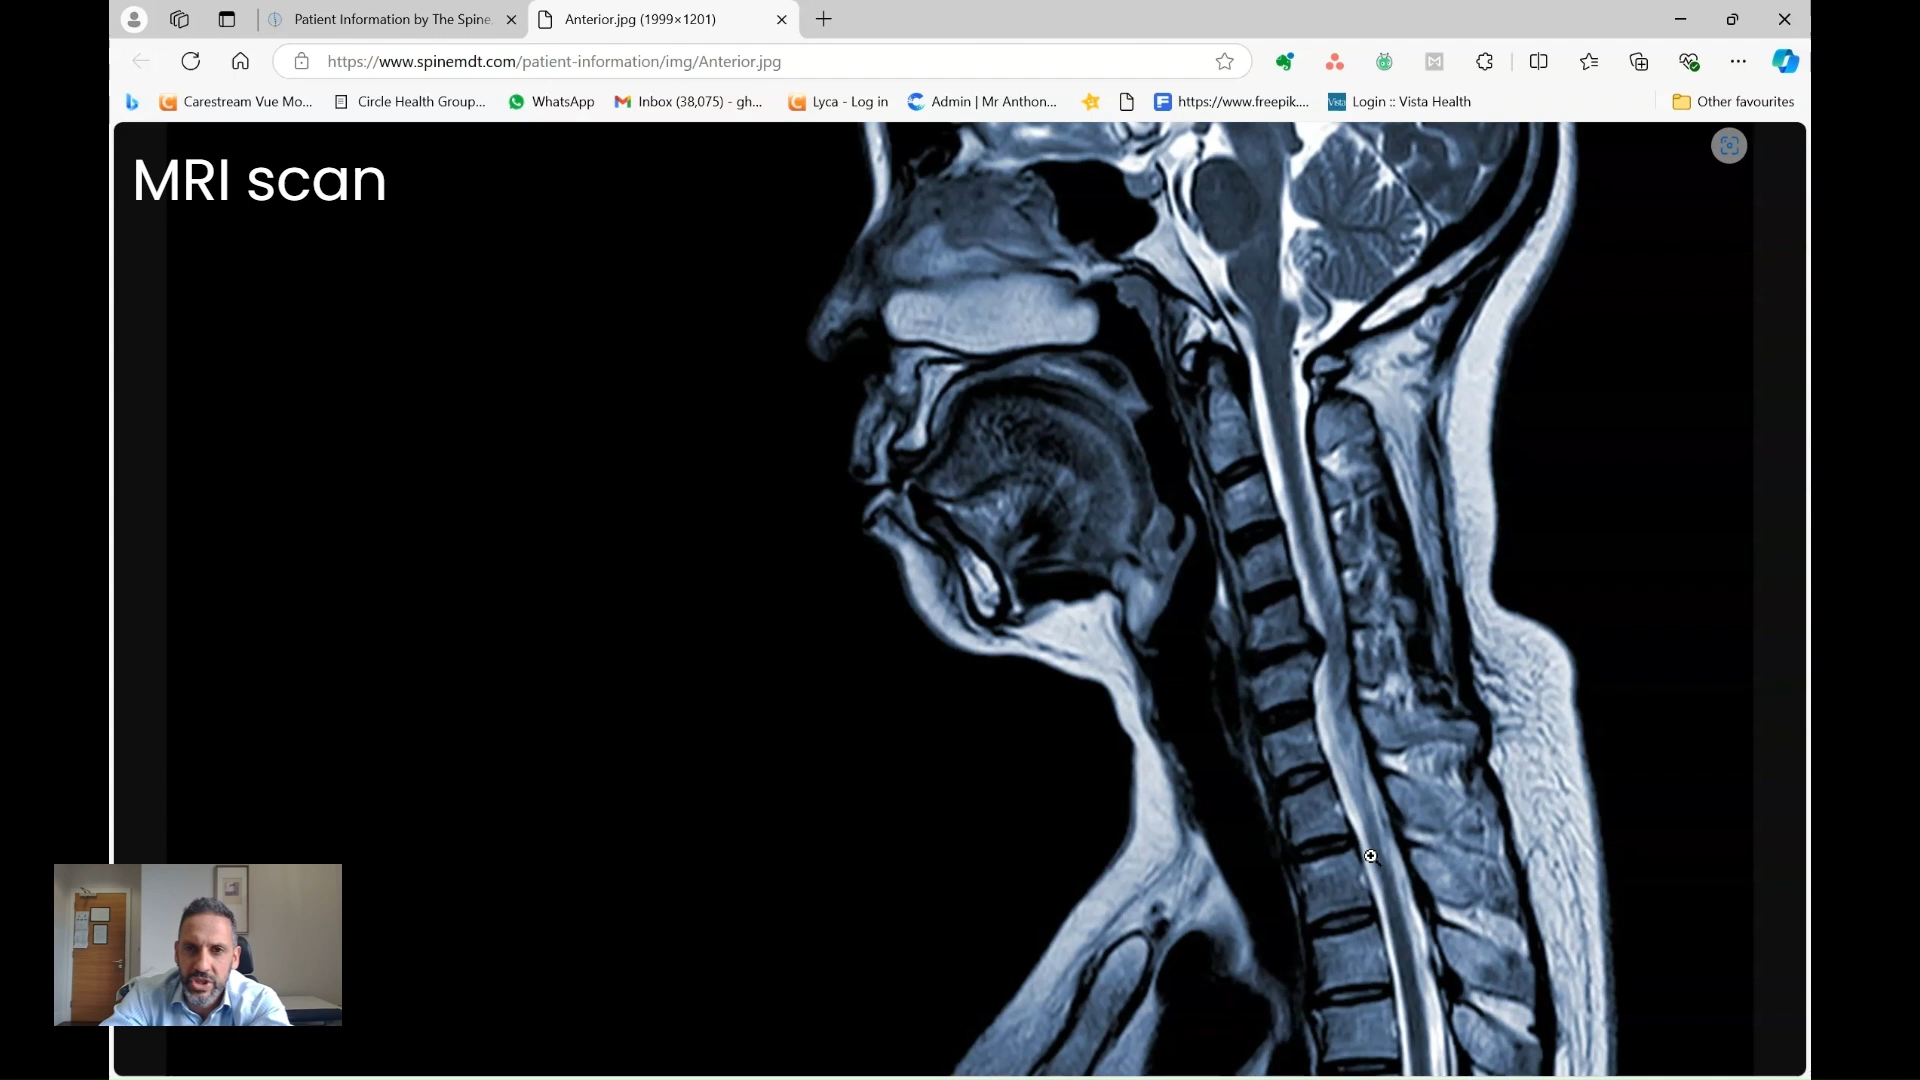 Patient Information by The Spine
Anterior.jpg (1999×1201)
https://www.spinemdt.com/patient-information/img/Anterior.jpg
Carestream Vue Mo...
Circle Health Group...
WhatsApp
Inbox (38,075) - gh...
Lyca - Log in
Admin | Mr Anthon...
https://www.freepik....
Vista
Login :: Vista Health
Other favourites
MRI scan